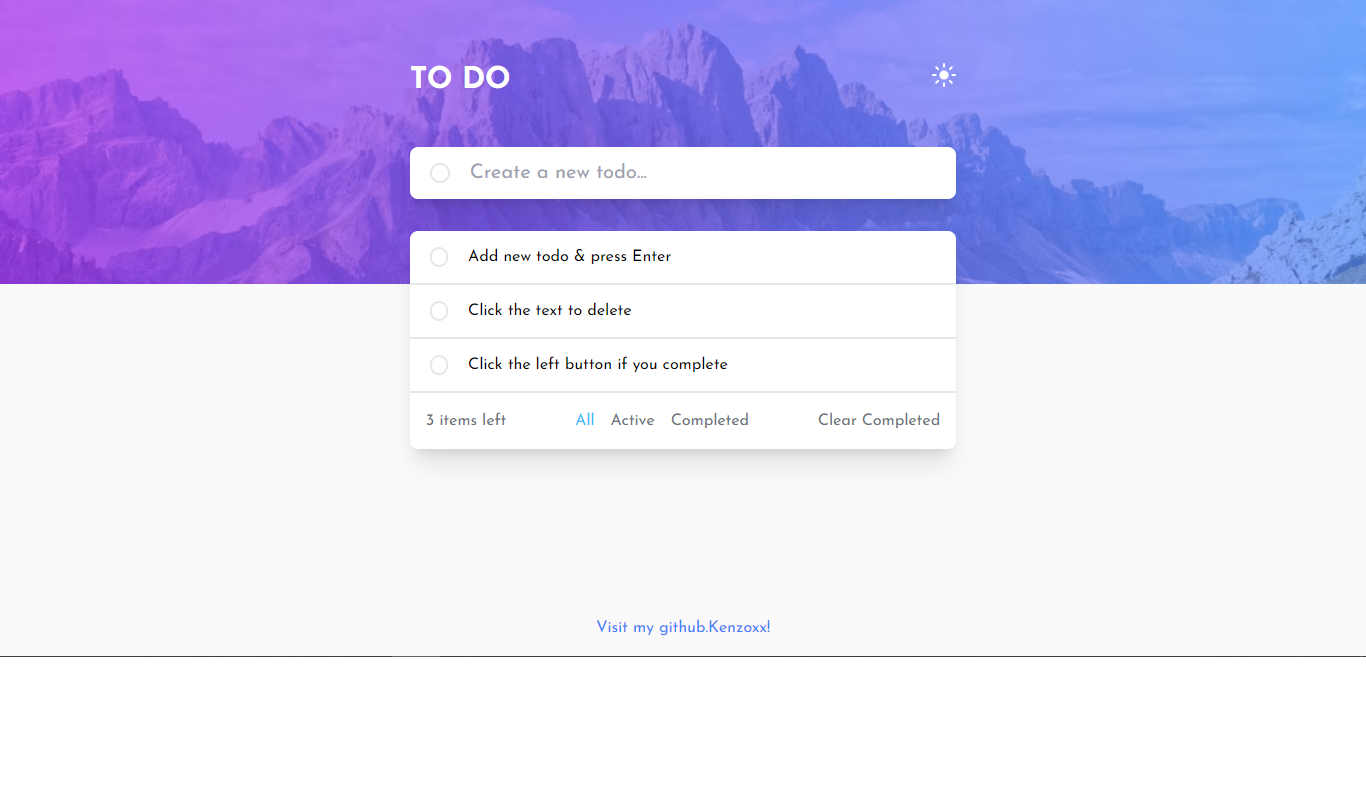 TO DO
Create a new todo...
Add new todo & press Enter
Click the text to delete
Click the left button if you complete
3 items left All Active Completed Clear Completed
Visit my github.Kenzoxx!